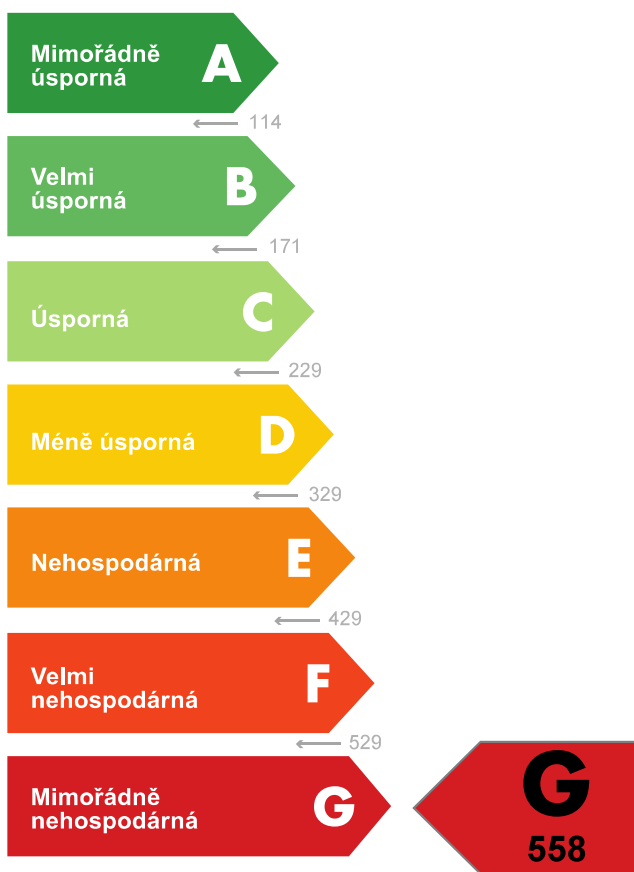 Mimořádně
úsporná
A
← 114
Velmi
úsporná
B
← 171
Úsporná
C
← 229
Méně úsporná
D
← 329
Nehospodárná
E
← 429
Velmi
nehospodárná
F
← 529
Mimořádně
nehospodárná
G
G
558